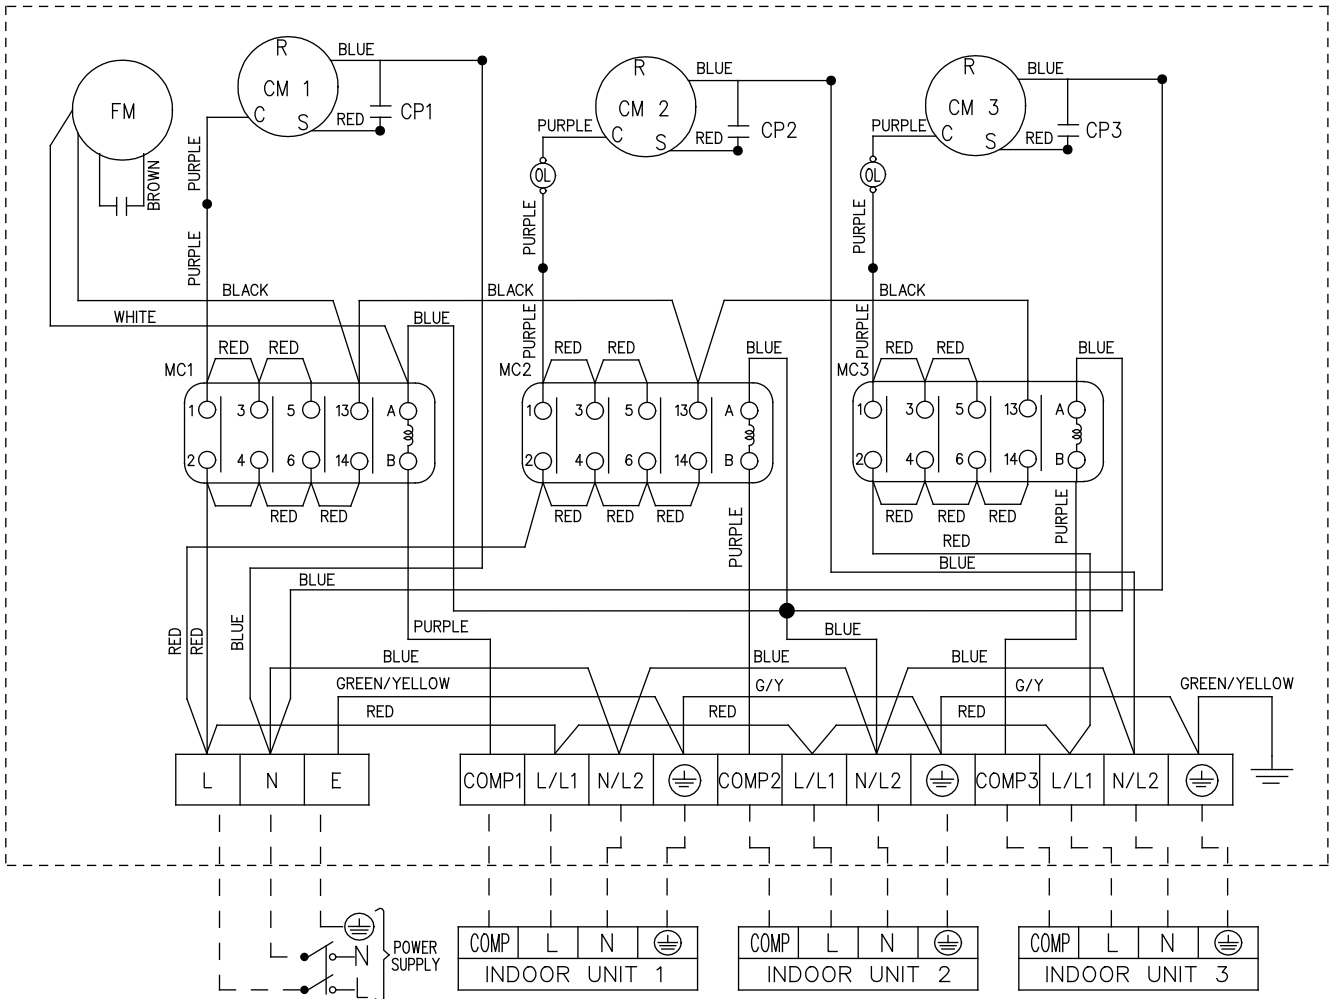 R
BLUE
FM
CM 1
C
S
RED
CP1
PURPLE
BROWN
PURPLE
R
BLUE
CM 2
PURPLE
C
S
RED
CP2
OL
PURPLE
R
BLUE
CM 3
PURPLE
C
S
RED
CP3
OL
PURPLE
BLACK
BLACK
BLACK
WHITE
BLUE
PURPLE
BLUE
PURPLE
BLUE
MC1
RED
RED
MC2
RED
RED
MC3
RED
RED
1 3 5 13 A
2 4 6 14 B
1 3 5 13 A
2 4 6 14 B
1 3 5 13 A
2 4 6 14 B
RED RED
RED RED RED
RED RED RED
PURPLE
PURPLE
RED
BLUE
BLUE
RED
RED
BLUE
PURPLE
BLUE
BLUE
BLUE
BLUE
GREEN/YELLOW
G/Y
G/Y
GREEN/YELLOW
RED
RED
RED
L N E
COMP1 L/L1 N/L2 COMP2 L/L1 N/L2 COMP3 L/L1 N/L2
N
L
POWER
SUPPLY
COMP L N
INDOOR UNIT 1
COMP L N
INDOOR UNIT 2
COMP L N
INDOOR UNIT 3